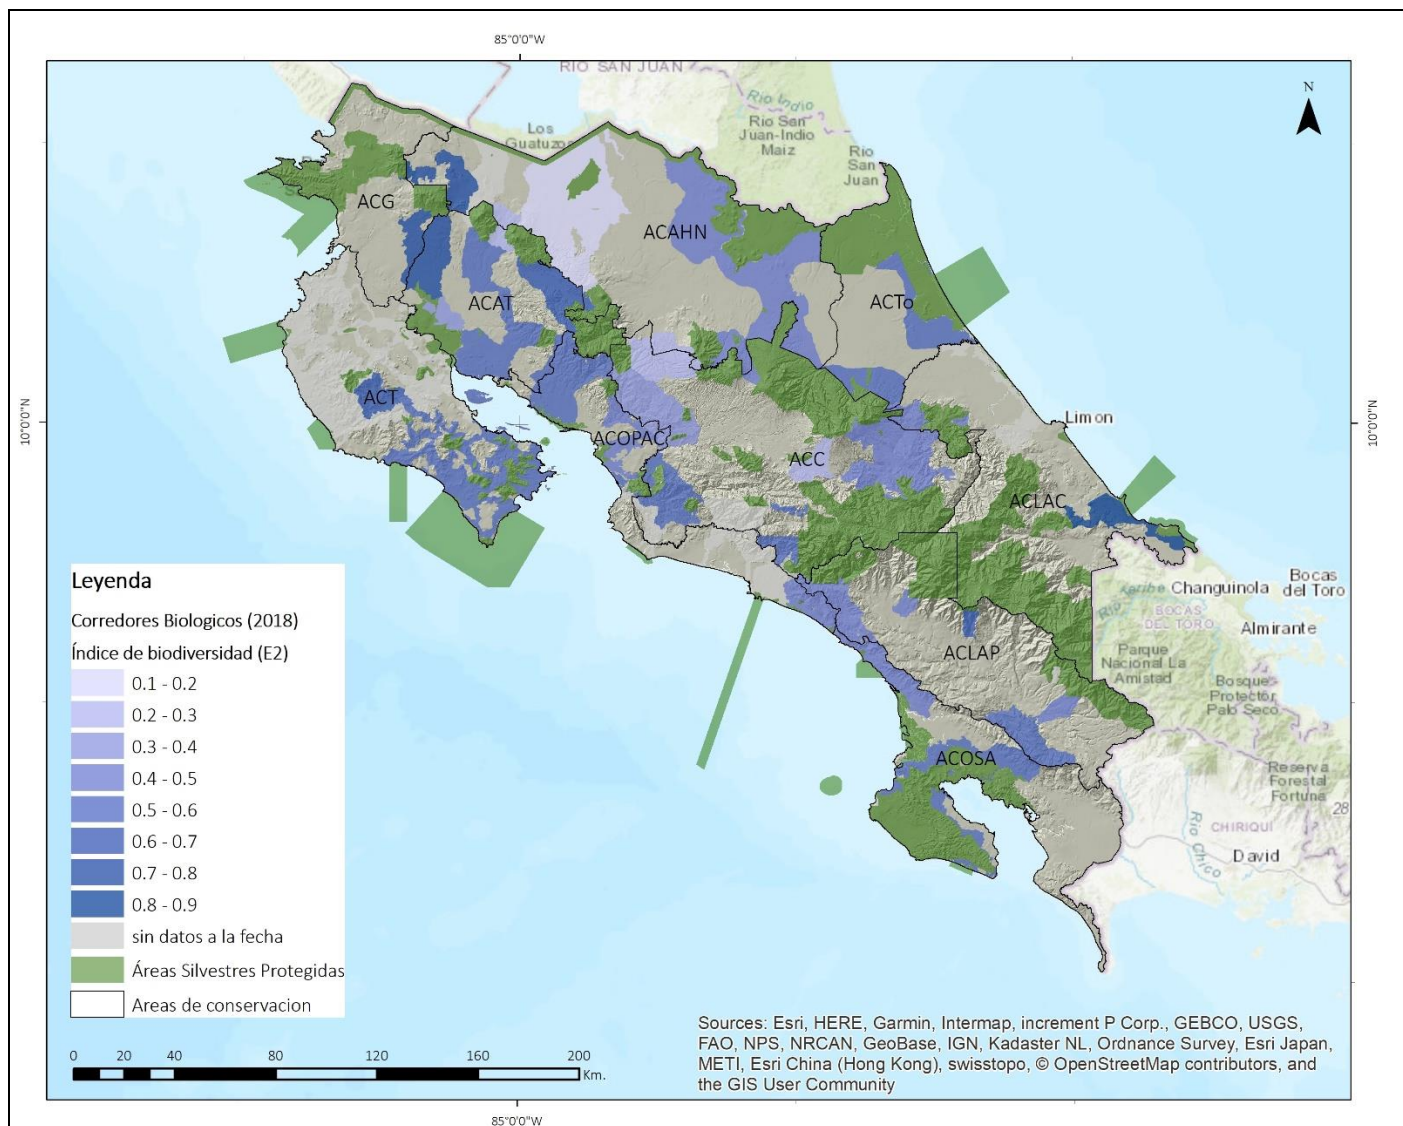 85°0'0"W
RIO SAN JUAN
N
Río Indio
Los
Guatuzos
Rio San
Juan-Indio
Maiz
Río
San
Juan
ACG
ACAHN
ACAT
ACTo
10°0'0"N
10°0'0"N
ACT
Limon
ACOPAC
ACC
ACLAC
Leyenda
Corredores Biologicos (2018)
Índice de biodiversidad (E2)
0.1 - 0.2
0.2 - 0.3
0.3 - 0.4
0.4 - 0.5
0.5 - 0.6
0.6 - 0.7
0.7 - 0.8
0.8 - 0.9
sin datos a la fecha
Áreas Silvestres Protegidas
Areas de conservacion
Changuinola
Bocas
del Toro
BOCAS
DEL TORO
Almirante
ACLAP
Parque
Nacional La
Amistad
Bosque
Protector
Palo Seco
ACOSA
Reserva
Forestal
Fortuna
28
CHIRIQUI
Río Chico
David
0 20 40 80 120 160 200
Km.
Sources: Esri, HERE, Garmin, Intermap, increment P Corp., GEBCO, USGS,
FAO, NPS, NRCAN, GeoBase, IGN, Kadaster NL, Ordnance Survey, Esri Japan,
METI, Esri China (Hong Kong), swisstopo, © OpenStreetMap contributors, and
the GIS User Community
85°0'0"W